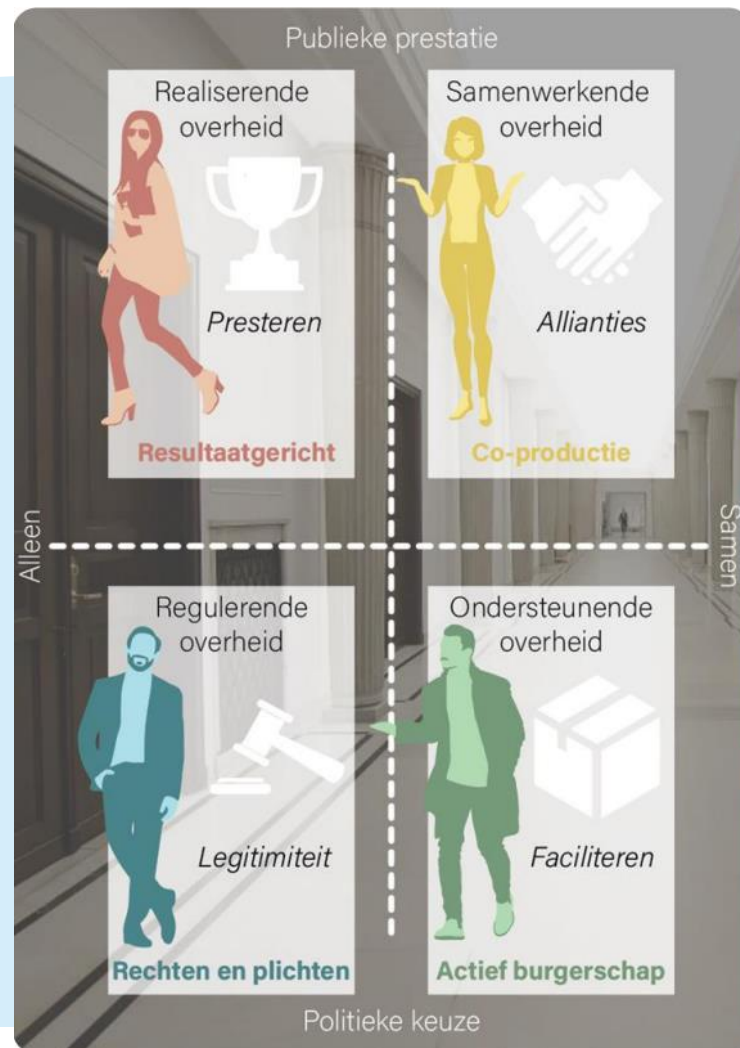 Publieke prestatie
Realiserende
overheid
Presteren
Resultaatgericht
Samenwerkende
overheid
Allianties
Co-productie
Alleen
Samen
Regulerende
overheid
Legitimiteit
Rechten en plichten
Ondersteunende
overheid
Faciliteren
Actief burgerschap
Politieke keuze